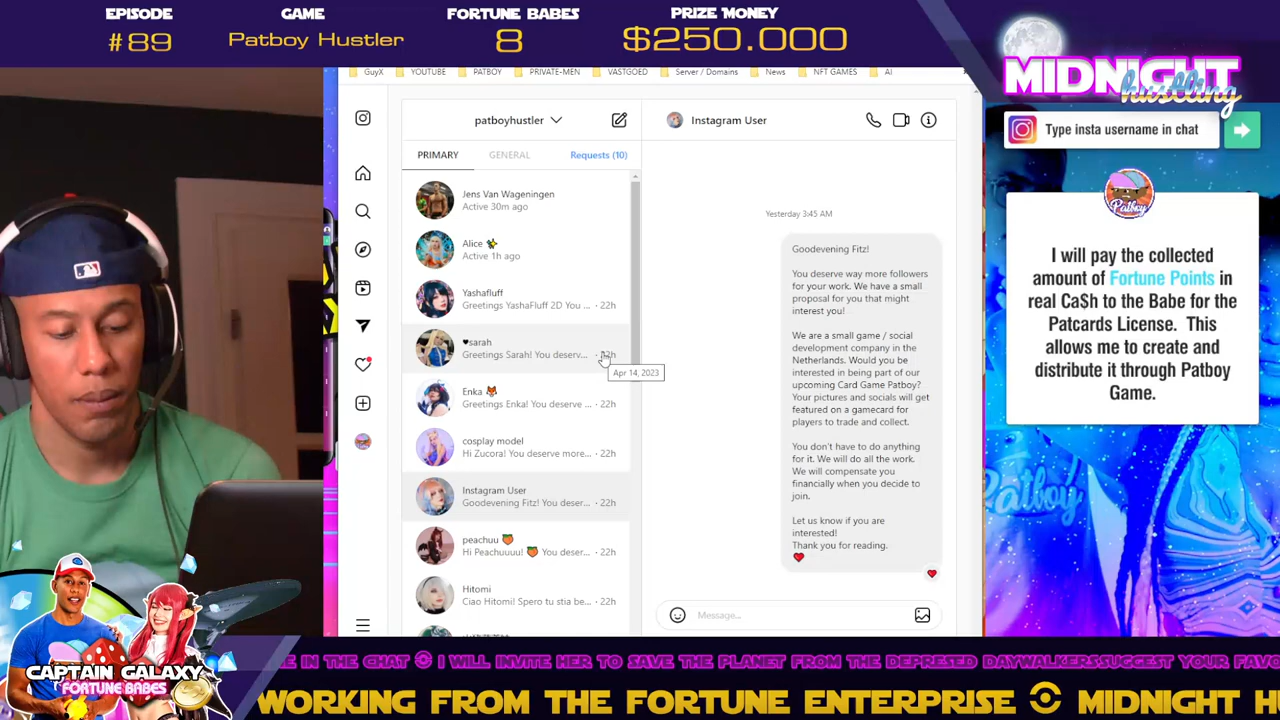 EPISODE
#89
GAME
Patboy Hustler
FORTUNE BABES
8
PRIZE MONEY
$250.000
MIDNIGHT
hustling
GuyX
YOUTUBE
PATBOY
PRIVATE-MEN
VASTGOED
Server / Domains
News
NFT GAMES
AI
patboyhustler
PRIMARY
GENERAL
Requests (10)
Jens Van Wageningen
Active 30m ago
Alice
Active 1h ago
Yashafluff
Greetings YashaFluff 2D You ... · 22h
♥sarah
Greetings Sarah! You deserv...
Apr 14, 2023
Enka 🦊
Greetings Enka! You deserve ... · 22h
cosplay model
Hi Zucora! You deserve more... · 22h
Instagram User
Goodevening Fitz! You deser... · 22h
peachuu 🍑
Hi Peachuuuu! 🍑 You deser... · 22h
Hitomi
Ciao Hitomi! Spero tu stia be... · 22h
Instagram User
Yesterday 3:45 AM
Goodevening Fitz!
You deserve way more followers
for your work. We have a small
proposal for you that might
interest you!
We are a small game / social
development company in the
Netherlands. Would you be
interested in being part of our
upcoming Card Game Patboy?
Your pictures and socials will get
featured on a gamecard for
players to trade and collect.
You don't have to do anything
for it. We will do all the work.
We will compensate you
financially when you decide to
join.
Let us know if you are
interested!
Thank you for reading.
❤
Message...
Type insta username in chat
Patboy
I will pay the collected
amount of Fortune Points in
real Ca$h to the Babe for the
Patcards License. This
allows me to create and
distribute it through Patboy
Game.
Patboy
CAPTAIN GALAXY
FORTUNE BABES
E IN THE CHAT I WILL INVITE HER TO SAVE THE PLANET FROM THE DEPRESED DAYWALKERS SUGGEST YOUR FAVO
WORKING FROM THE FORTUNE ENTERPRISE MIDNIGHT H